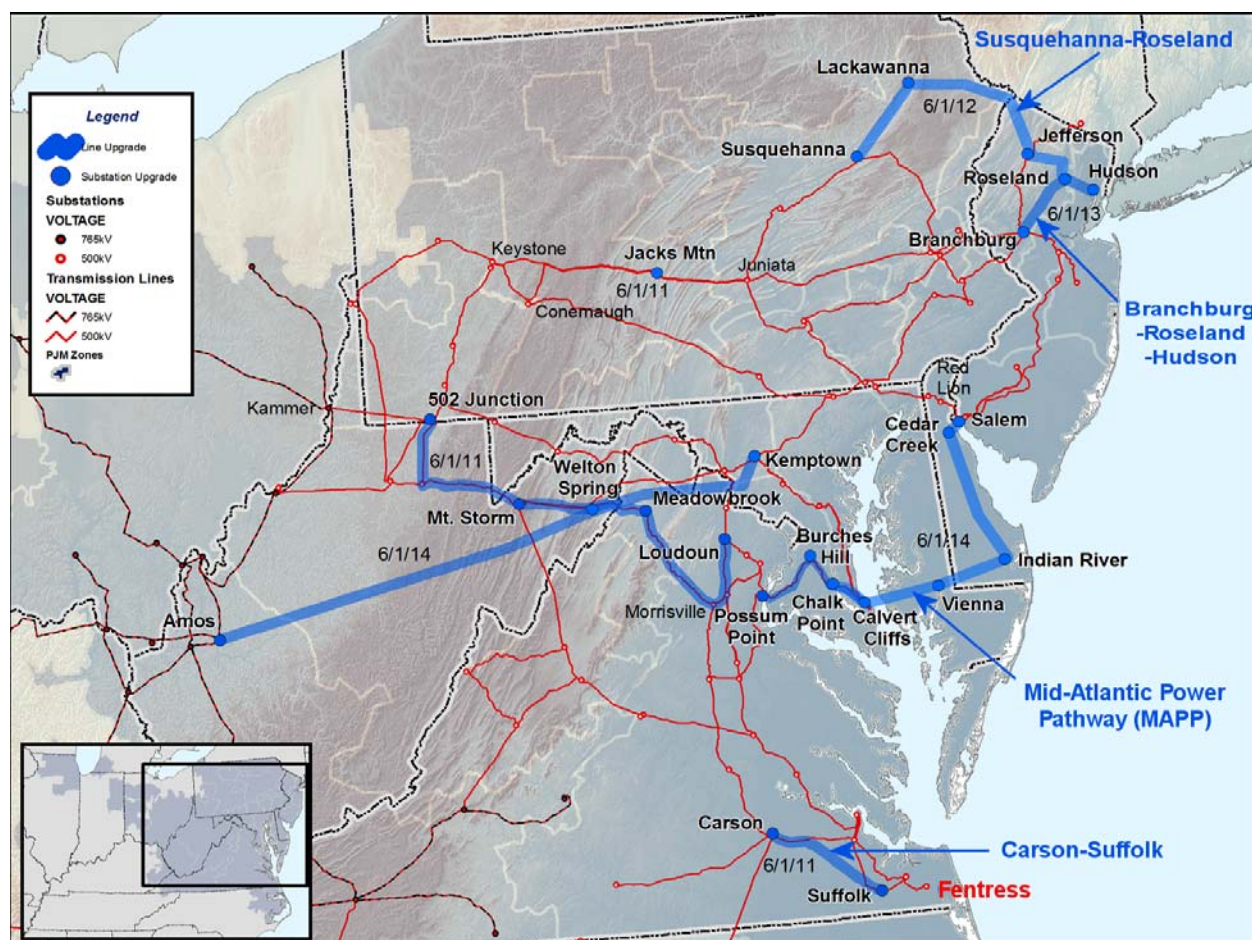 Susquehanna-Roseland
Lackawanna
6/1/12
Legend
Line Upgrade
Substation Upgrade
Substations
VOLTAGE
765kV
500kV
Transmission Lines
VOLTAGE
765kV
500kV
PJM Zones
Susquehanna
Jefferson
Roseland
Hudson
6/1/13
Branchburg
Keystone
Jacks Mtn
Juniata
6/1/11
Conemaugh
Branchburg
-Roseland
-Hudson
Red
Lion
Kammer
502 Junction
Cedar
Creek
Salem
6/1/11
Welton
Spring
Kemptown
Mt. Storm
Meadowbrook
Burches
Hill
6/1/14
Loudoun
6/1/14
Indian River
Amos
Morrisville
Possum
Point
Chalk
Point
Calvert
Cliffs
Vienna
Mid-Atlantic Power
Pathway (MAPP)
Carson
6/1/11
Carson-Suffolk
Suffolk
Fentress